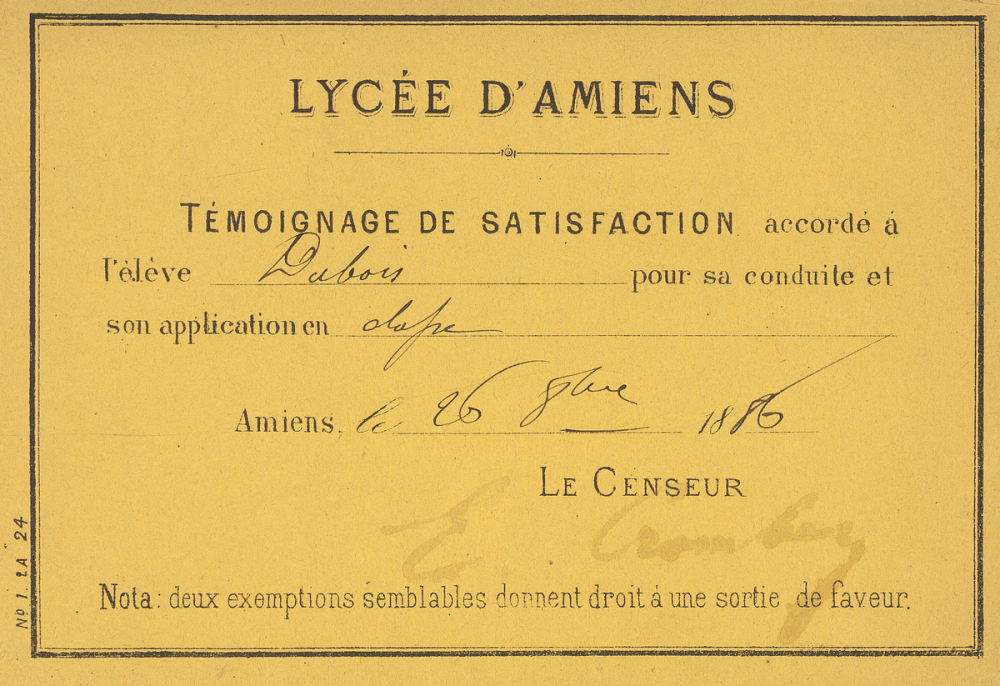 LYCÉE D'AMIENS
TÉMOIGNAGE DE SATISFACTION accordé á
l'élève Dubois pour sa conduite et
son application en classe
Amiens, le 26 8bre 1886
LE CENSEUR
Nota: deux exemptions semblables donnent droit á une sortie de faveur.
Nº 1. 2A 24